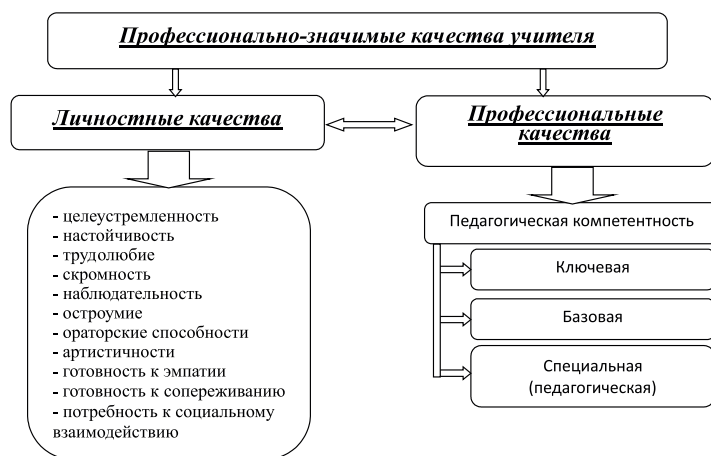 Профессионально-значимые качества учителя
Личностные качества
Профессиональные
качества
- целеустремленность
- настойчивость
- трудолюбие
- скромность
- наблюдательность
- остроумие
- ораторские способности
- артистичности
- готовность к эмпатии
- готовность к сопереживанию
- потребность к социальному
взаимодействию
Педагогическая компетентность
Ключевая
Базовая
Специальная
(педагогическая)